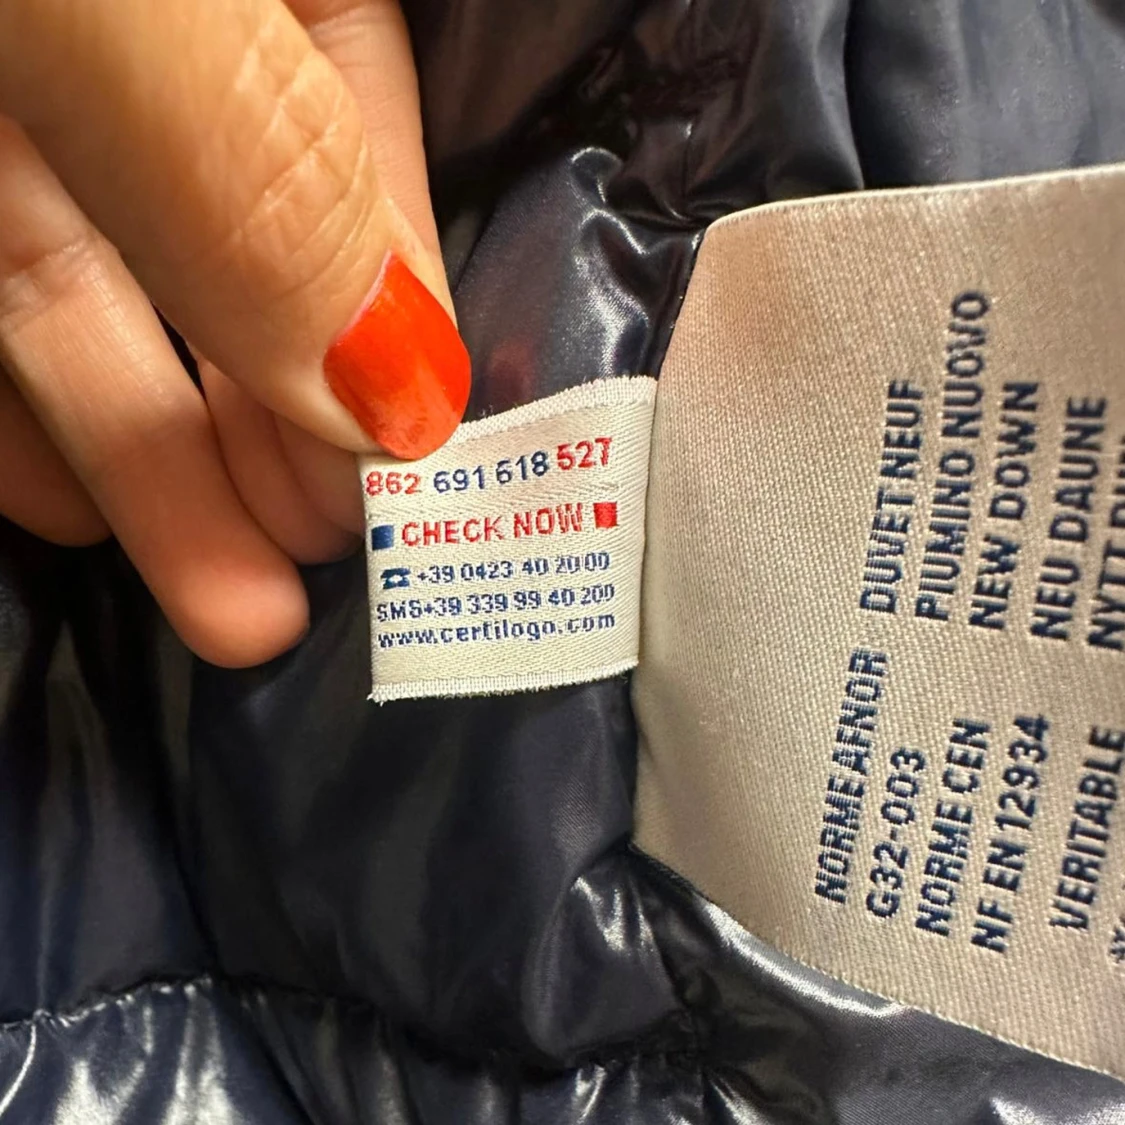 862 691 618 527
CHECK NOW
+39 0423 40 20 00
SMS+39 339 99 40 200
www.certilogo.com
DUVET NEUF
PIUMINO NUOVO
NEW DOWN
NEU DAUNE
NYTT
NORME AFNOR
G32-003
NORME CEN
NF EN 12934
VERITABLE